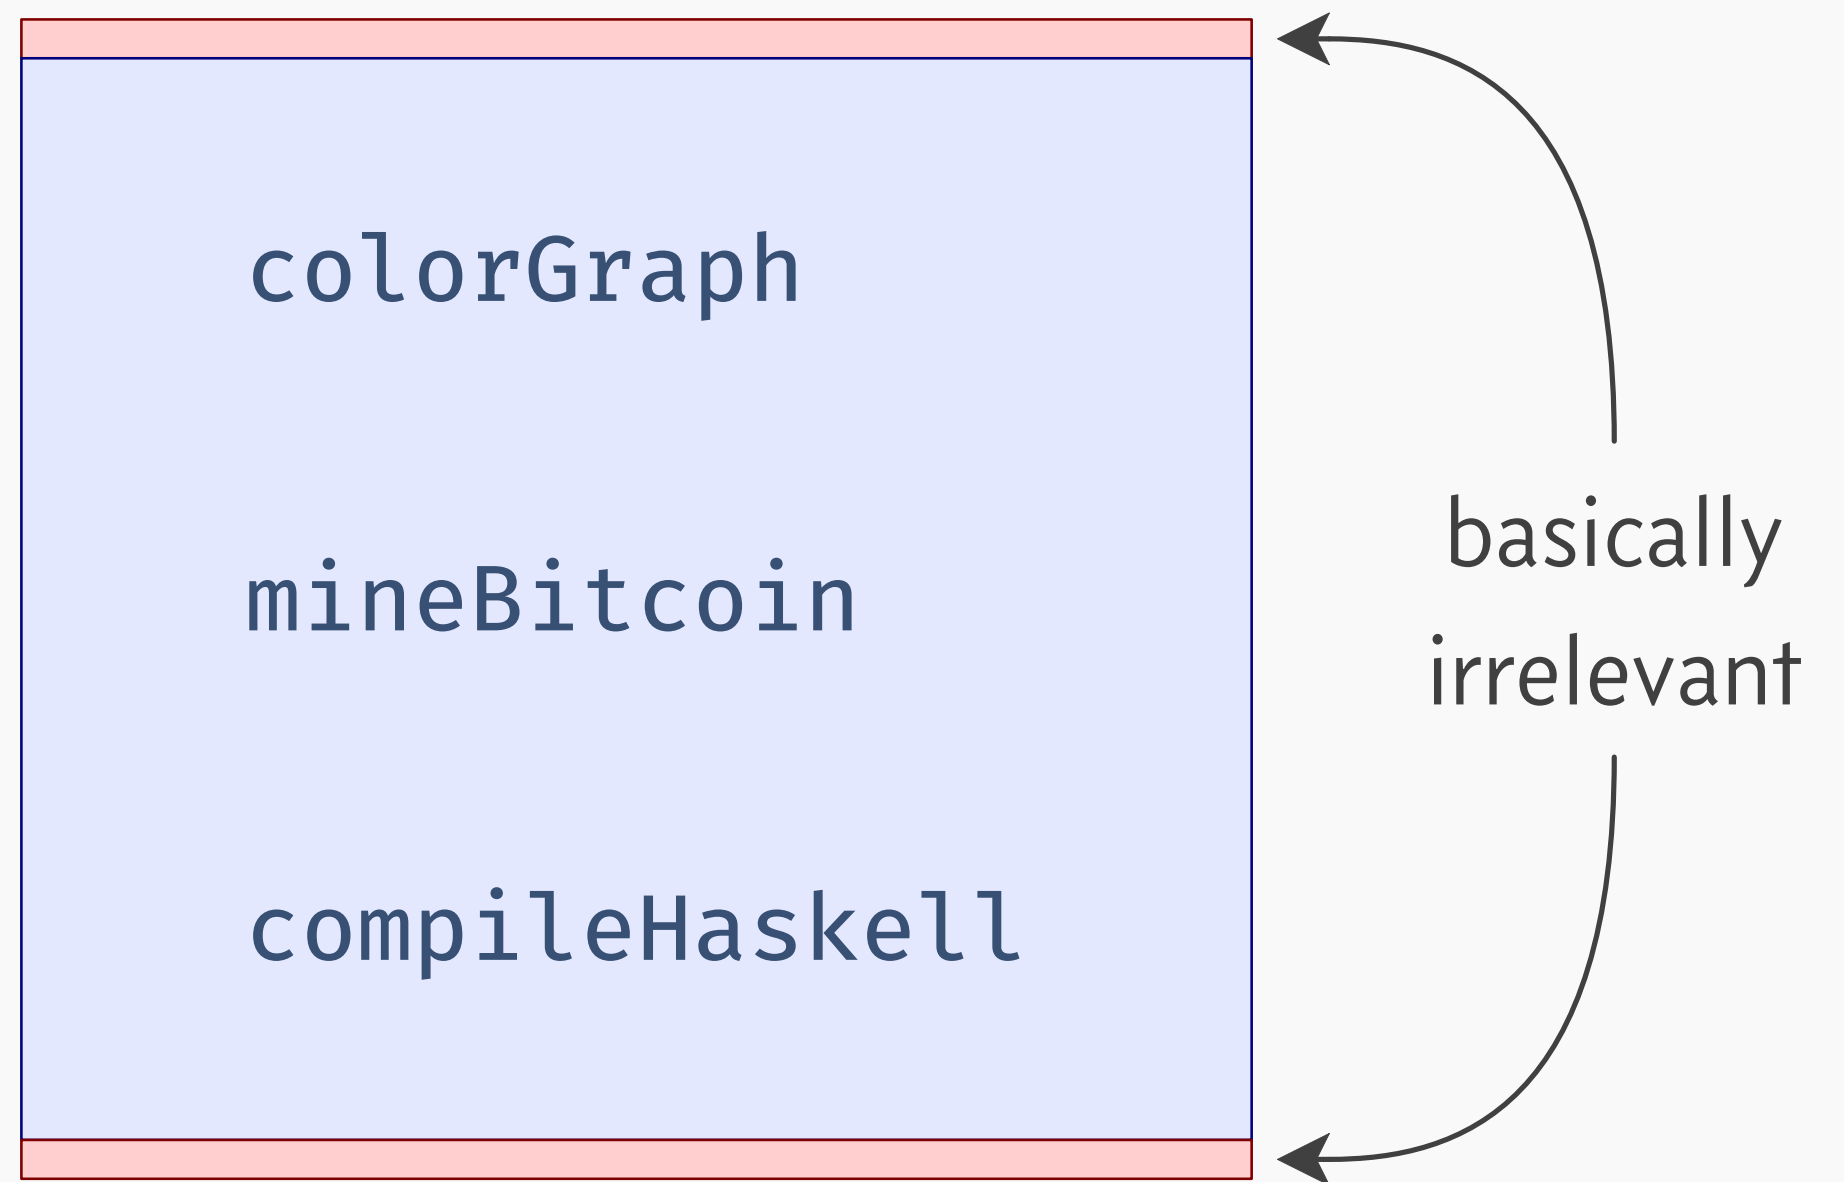 colorGraph
mineBitcoin
compileHaskell
basically
irrelevant